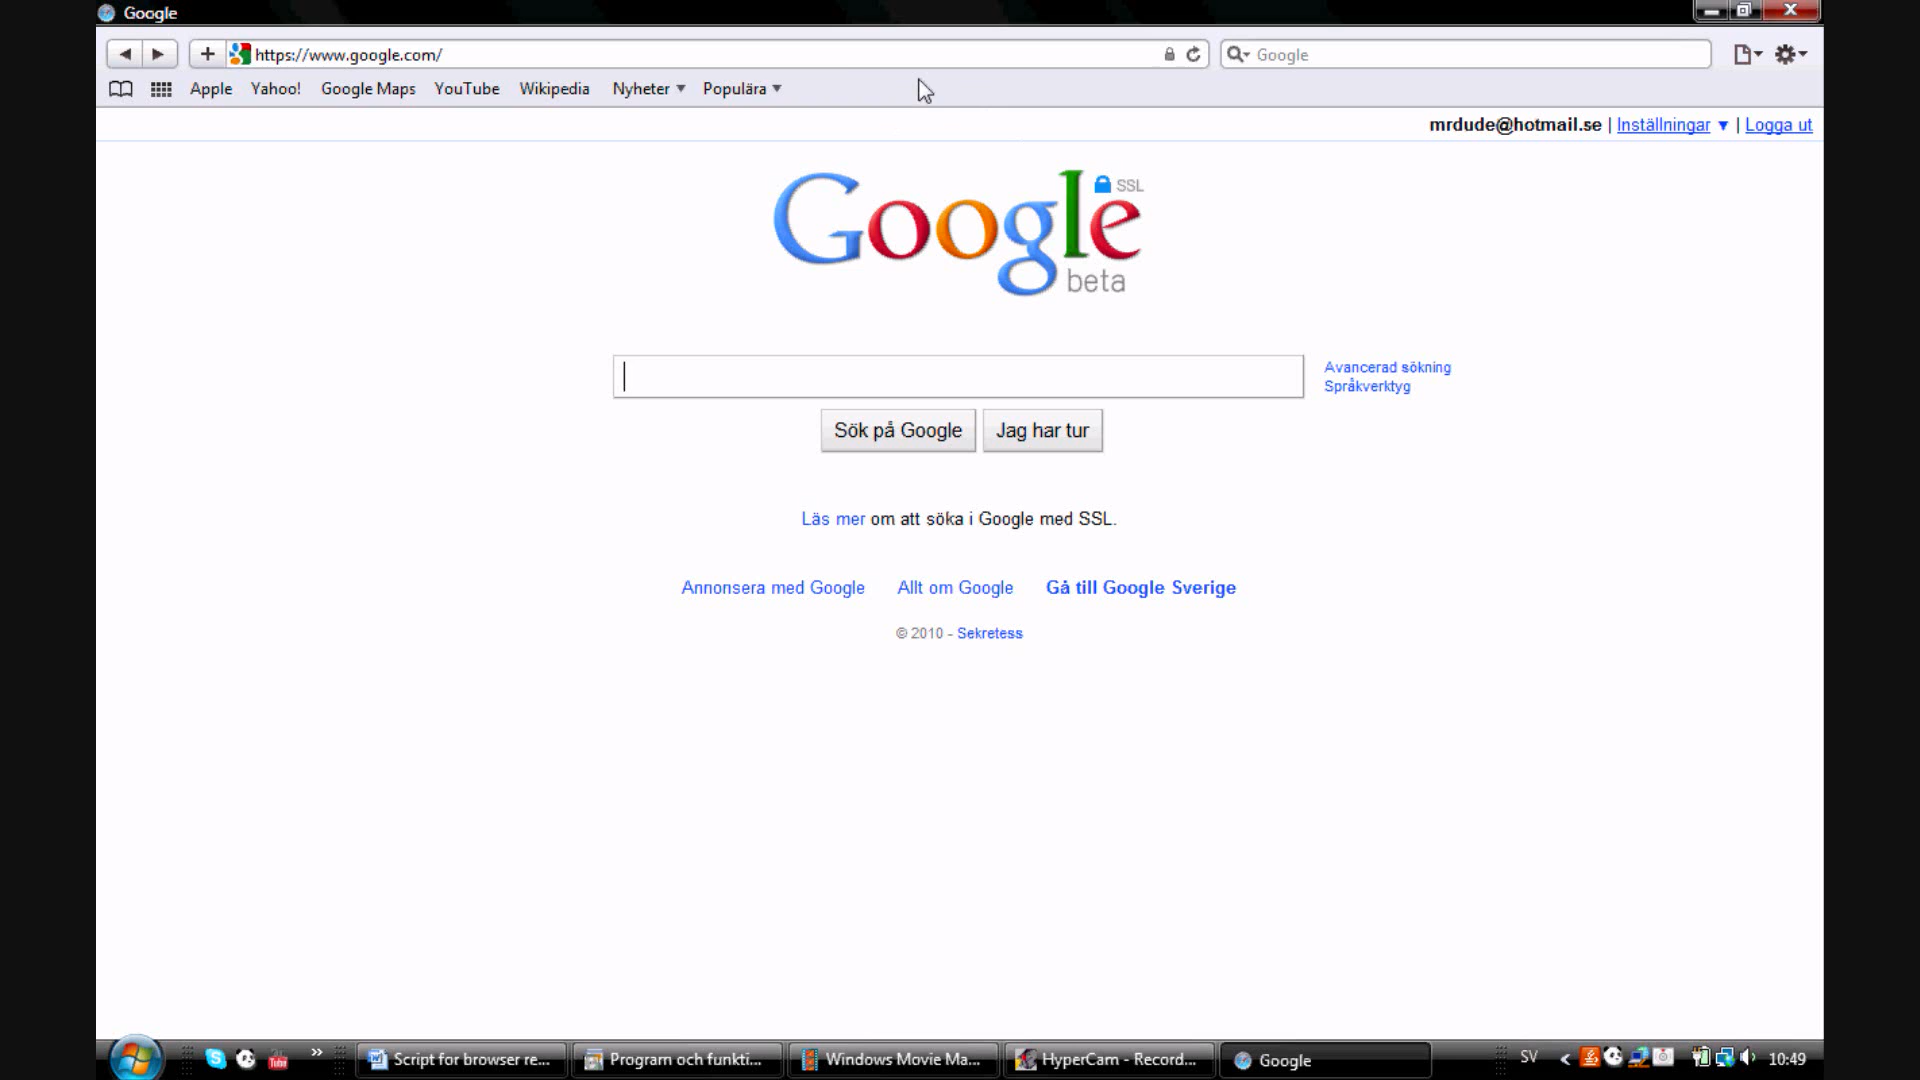 Google
https://www.google.com/
Google
Apple Yahoo! Google Maps YouTube Wikipedia Nyheter Populära
mrdude@hotmail.se | Inställningar ▼ | Logga ut
Google SSL
beta
Avancerad sökning
Språkverktyg
Sök på Google Jag har tur
Läs mer om att söka i Google med SSL.
Annonsera med Google Allt om Google Gå till Google Sverige
© 2010 - Sekretess
Script for browser re... Program och funkti... Windows Movie Ma... HyperCam - Record... Google SV 10:49